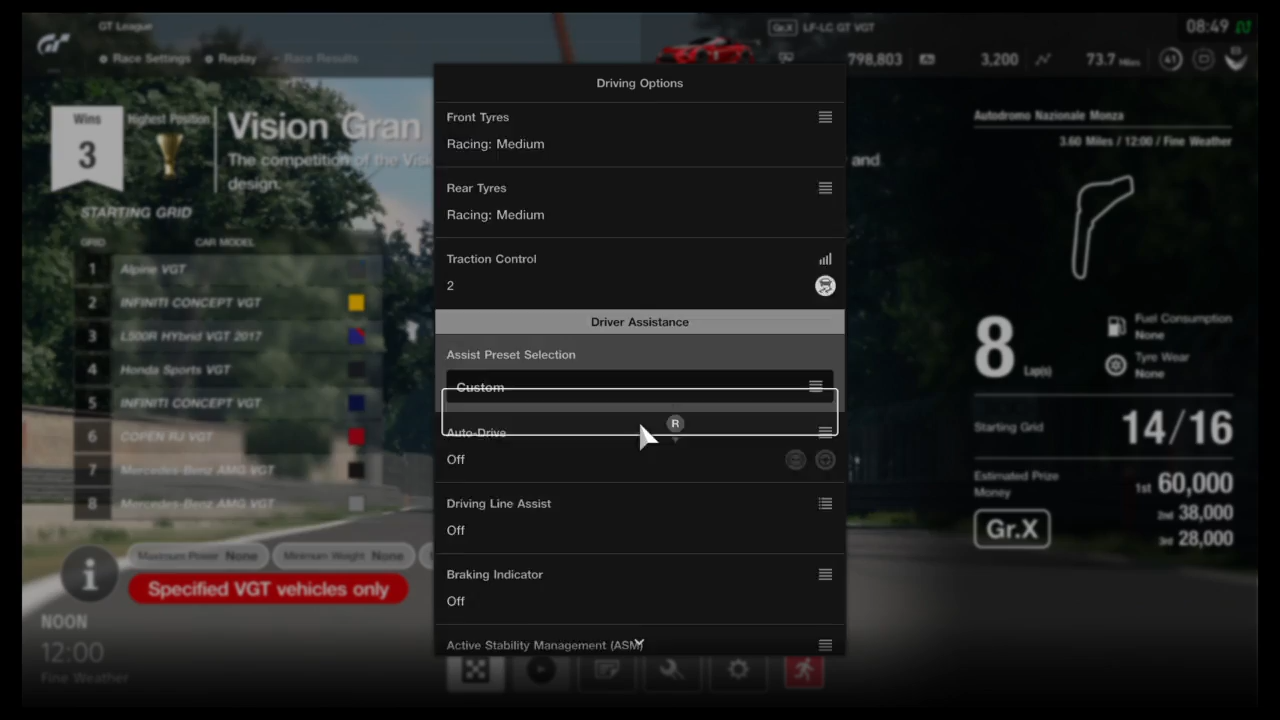 GT League
Gr.X LF-LC GT VGT
08:49
Race Settings Replay Race Results
798,803 3,200 73.7 Miles 41
Driving Options
Front Tyres
Racing: Medium
Rear Tyres
Racing: Medium
Traction Control
2
Driver Assistance
Assist Preset Selection
Custom
R
Auto-Drive
Off
Driving Line Assist
Off
Braking Indicator
Off
Active Stability Management (ASM)
Wins
3
Highest Position
Vision Gran
The competition of the Visi
and
design.
STARTING GRID
GRID CAR MODEL
1 Alpine VGT
2 INFINITI CONCEPT VGT
3 L500R HYbrid VGT 2017
4 Honda Sports VGT
5 INFINITI CONCEPT VGT
6 COPEN RJ VGT
7 Mercedes-Benz AMG VGT
8 Mercedes-Benz AMG VGT
Maximum Power None Minimum Weight None
Specified VGT vehicles only
NOON
12:00
Fine Weather
Autodromo Nazionale Monza
3.60 Miles / 12:00 / Fine Weather
8 Lap(s)
Fuel Consumption
None
Tyre Wear
None
Starting Grid 14/16
Estimated Prize
Money
1st 60,000
2nd 38,000
3rd 28,000
Gr.X